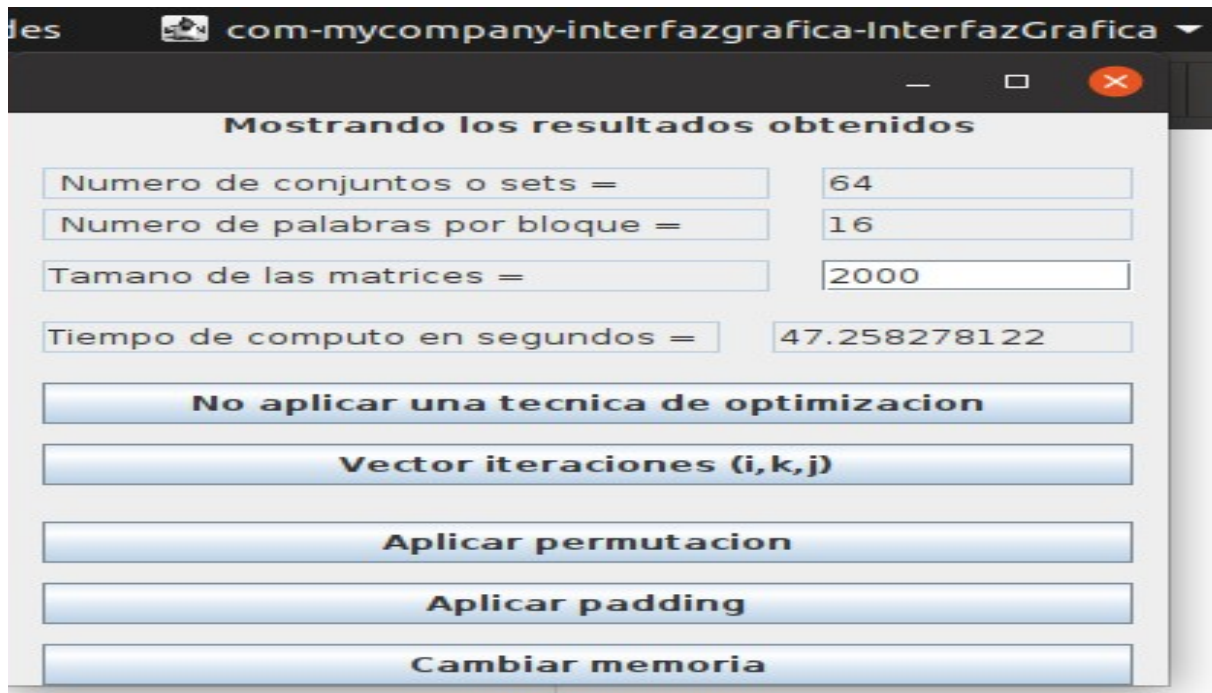 des com-mycompany-interfazgrafica-InterfazGrafica
Mostrando los resultados obtenidos
Numero de conjuntos o sets = 64
Numero de palabras por bloque = 16
Tamano de las matrices = 2000
Tiempo de computo en segundos = 47.258278122
No aplicar una tecnica de optimizacion
Vector iteraciones (i,k,j)
Aplicar permutacion
Aplicar padding
Cambiar memoria